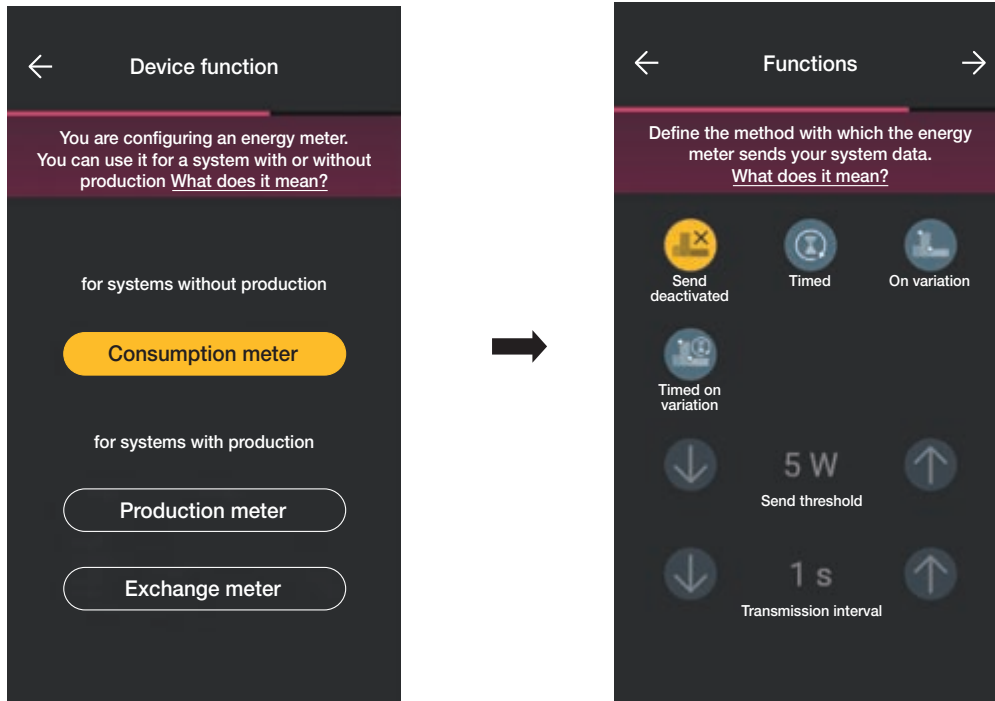 Device function
You are configuring an energy meter.
You can use it for a system with or without
production What does it mean?
for systems without production
Consumption meter
for systems with production
Production meter
Exchange meter
Functions
Define the method with which the energy
meter sends your system data.
What does it mean?
Send
deactivated
Timed
On variation
Timed on
variation
5 W
Send threshold
1 s
Transmission interval